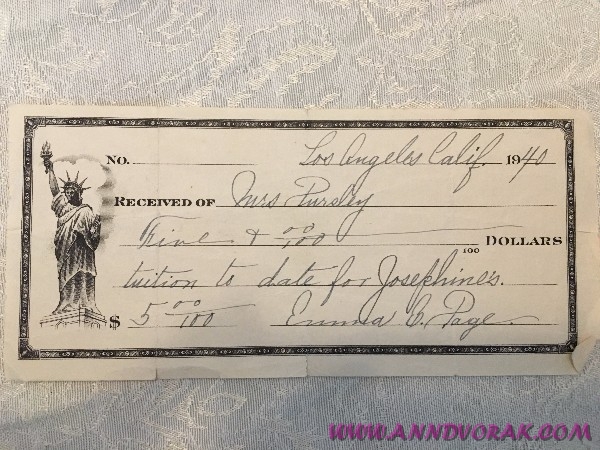 No. Los Angeles Calif. 1940
RECEIVED OF Mrs Pursley
Five & 00/100 100 DOLLARS
tuition to date for Josephine's.
$ 5 00/100 Emma C. Page.
WWW.ANNDVORAK.COM